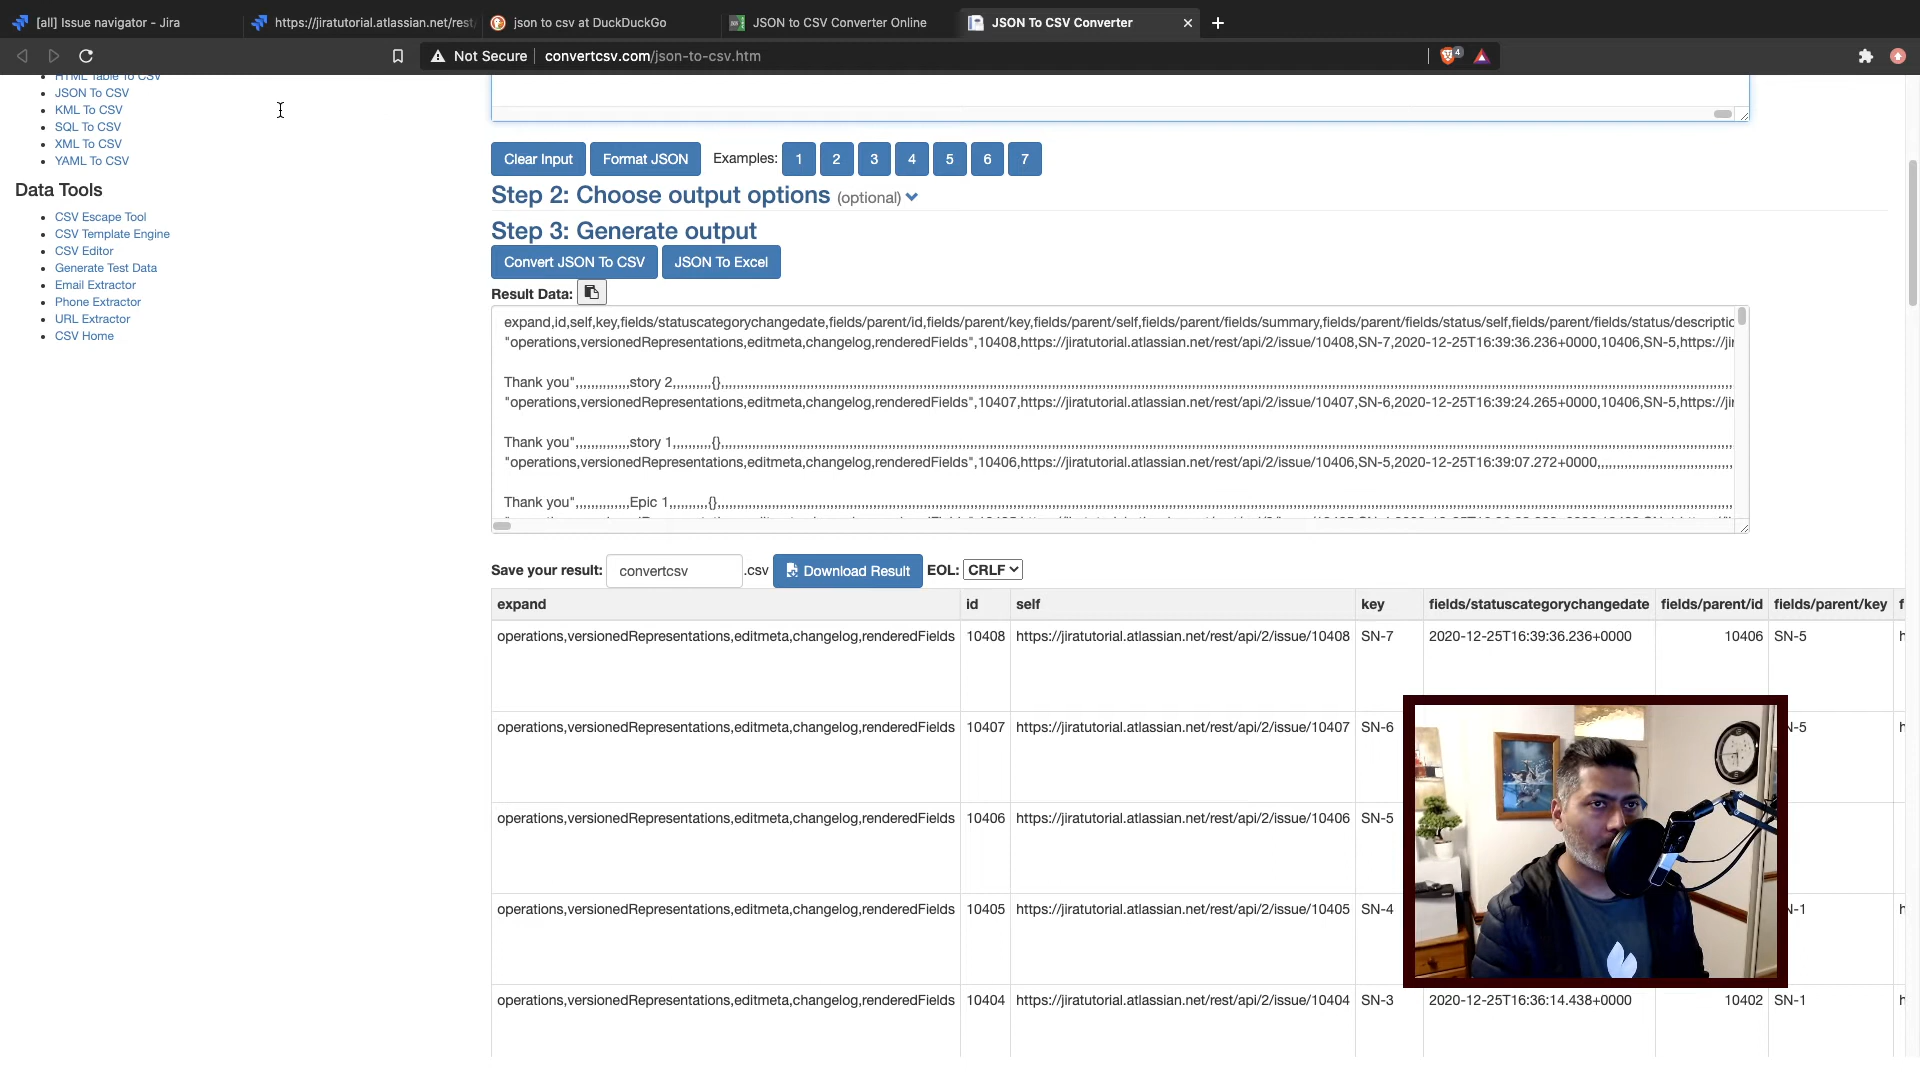 [all] Issue navigator - Jira
https://jiratutorial.atlassian.net/rest
json to csv at DuckDuckGo
JSON to CSV Converter Online
JSON To CSV Converter
Not Secure
convertcsv.com/json-to-csv.htm
4
HTML Table To CSV
JSON To CSV
KML To CSV
SQL To CSV
XML To CSV
YAML To CSV
Data Tools
CSV Escape Tool
CSV Template Engine
CSV Editor
Generate Test Data
Email Extractor
Phone Extractor
URL Extractor
CSV Home
Clear Input Format JSON Examples: 1 2 3 4 5 6 7
Step 2: Choose output options (optional)
Step 3: Generate output
Convert JSON To CSV JSON To Excel
Result Data:
expand,id,self,key,fields/statuscategorychangedate,fields/parent/id,fields/parent/key,fields/parent/self,fields/parent/fields/summary,fields/parent/fields/status/self,fields/parent/fields/status/descriptio
"operations,versionedRepresentations,editmeta,changelog,renderedFields",10408,https://jiratutorial.atlassian.net/rest/api/2/issue/10408,SN-7,2020-12-25T16:39:36.236+0000,10406,SN-5,https://jir
Thank you",,,,,,,,,,,,,,story 2,,,,,,,,,,{},,,,,,,,,,
"operations,versionedRepresentations,editmeta,changelog,renderedFields",10407,https://jiratutorial.atlassian.net/rest/api/2/issue/10407,SN-6,2020-12-25T16:39:24.265+0000,10406,SN-5,https://jir
Thank you",,,,,,,,,,,,,,story 1,,,,,,,,,,{},,,,,,,,,,
"operations,versionedRepresentations,editmeta,changelog,renderedFields",10406,https://jiratutorial.atlassian.net/rest/api/2/issue/10406,SN-5,2020-12-25T16:39:07.272+0000,,,,,,,,,,
Thank you",,,,,,,,,,,,,,Epic 1,,,,,,,,,,{},,,,,,,,,,
Save your result: convertcsv .csv Download Result EOL: CRLF
expand id self key fields/statuscategorychangedate fields/parent/id fields/parent/key f
operations,versionedRepresentations,editmeta,changelog,renderedFields 10408 https://jiratutorial.atlassian.net/rest/api/2/issue/10408 SN-7 2020-12-25T16:39:36.236+0000 10406 SN-5 h
operations,versionedRepresentations,editmeta,changelog,renderedFields 10407 https://jiratutorial.atlassian.net/rest/api/2/issue/10407 SN-6 N-5 h
operations,versionedRepresentations,editmeta,changelog,renderedFields 10406 https://jiratutorial.atlassian.net/rest/api/2/issue/10406 SN-5
operations,versionedRepresentations,editmeta,changelog,renderedFields 10405 https://jiratutorial.atlassian.net/rest/api/2/issue/10405 SN-4 N-1 h
operations,versionedRepresentations,editmeta,changelog,renderedFields 10404 https://jiratutorial.atlassian.net/rest/api/2/issue/10404 SN-3 2020-12-25T16:36:14.438+0000 10402 SN-1 h